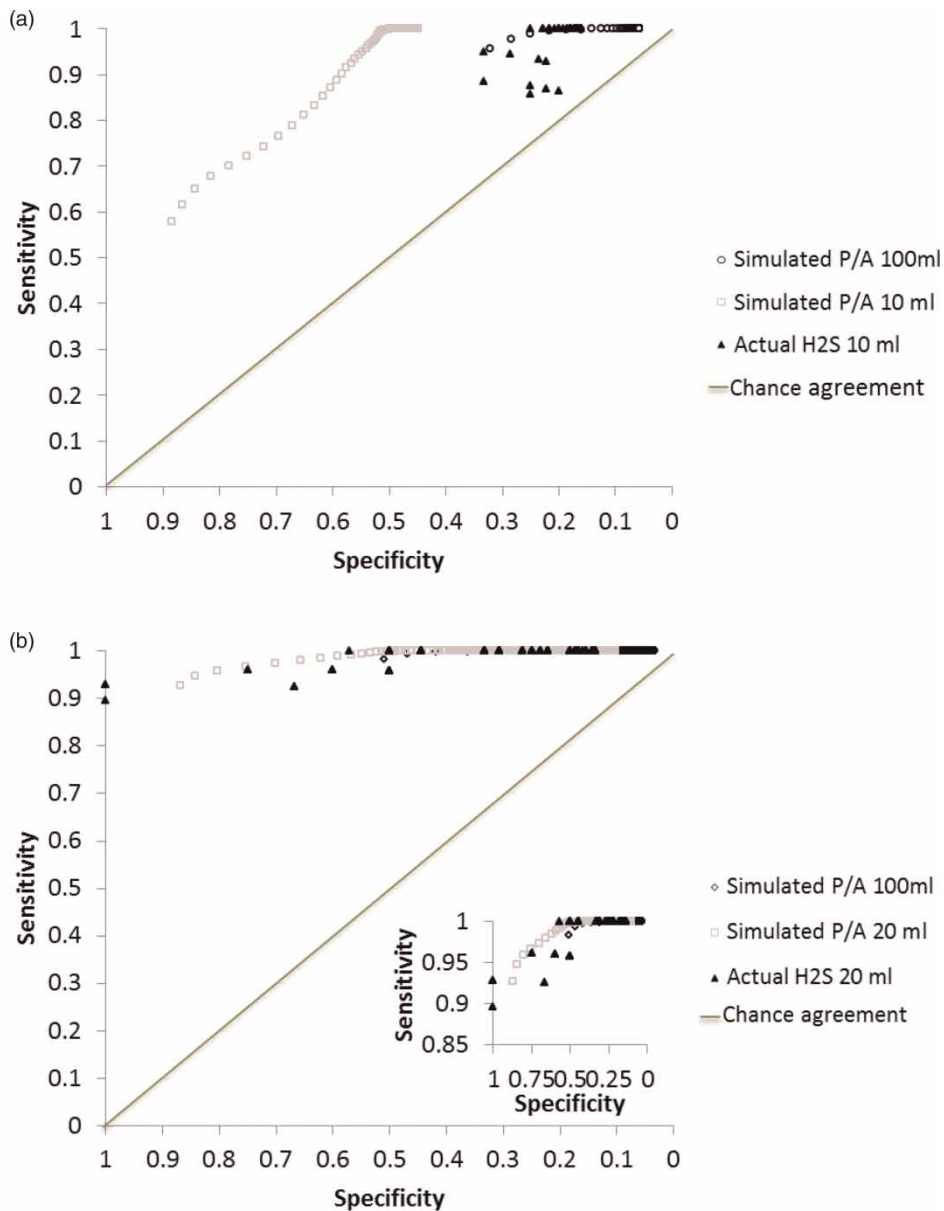 (a)
1
0.9
0.8
0.7
0.6
0.5
0.4
0.3
0.2
0.1
0
Sensitivity
1 0.9 0.8 0.7 0.6 0.5 0.4 0.3 0.2 0.1 0
Specificity
Simulated P/A 100ml
Simulated P/A 10 ml
Actual H2S 10 ml
Chance agreement
(b)
1
0.9
0.8
0.7
0.6
0.5
0.4
0.3
0.2
0.1
0
Sensitivity
1 0.9 0.8 0.7 0.6 0.5 0.4 0.3 0.2 0.1 0
Specificity
1
0.95
0.9
0.85
Sensitivity
1 0.75 0.5 0.25 0
Specificity
Simulated P/A 100ml
Simulated P/A 20 ml
Actual H2S 20 ml
Chance agreement